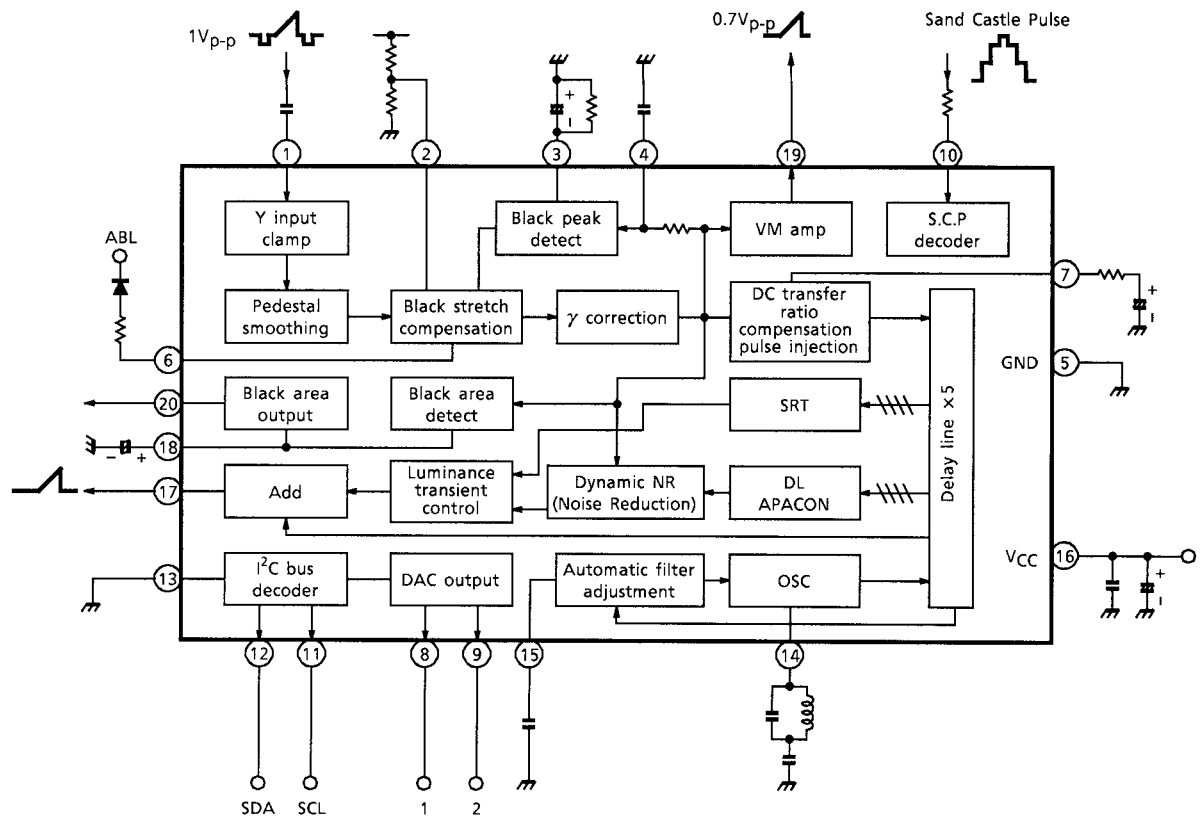 1Vp-p
0.7Vp-p
Sand Castle Pulse
1
2
3
4
19
10
Y input
clamp
Black peak
detect
VM amp
S.C.P
decoder
ABL
7
Pedestal
smoothing
Black stretch
compensation
γ correction
DC transfer
ratio
compensation
pulse injection
+
-
6
GND
5
20
Black area
output
Black area
detect
SRT
Delay line ×5
18
- +
17
Add
Luminance
transient
control
Dynamic NR
(Noise Reduction)
DL
APACON
VCC
16
13
I²C bus
decoder
DAC output
Automatic filter
adjustment
OSC
+
-
12
11
8
9
15
14
SDA
SCL
1
2
+
-